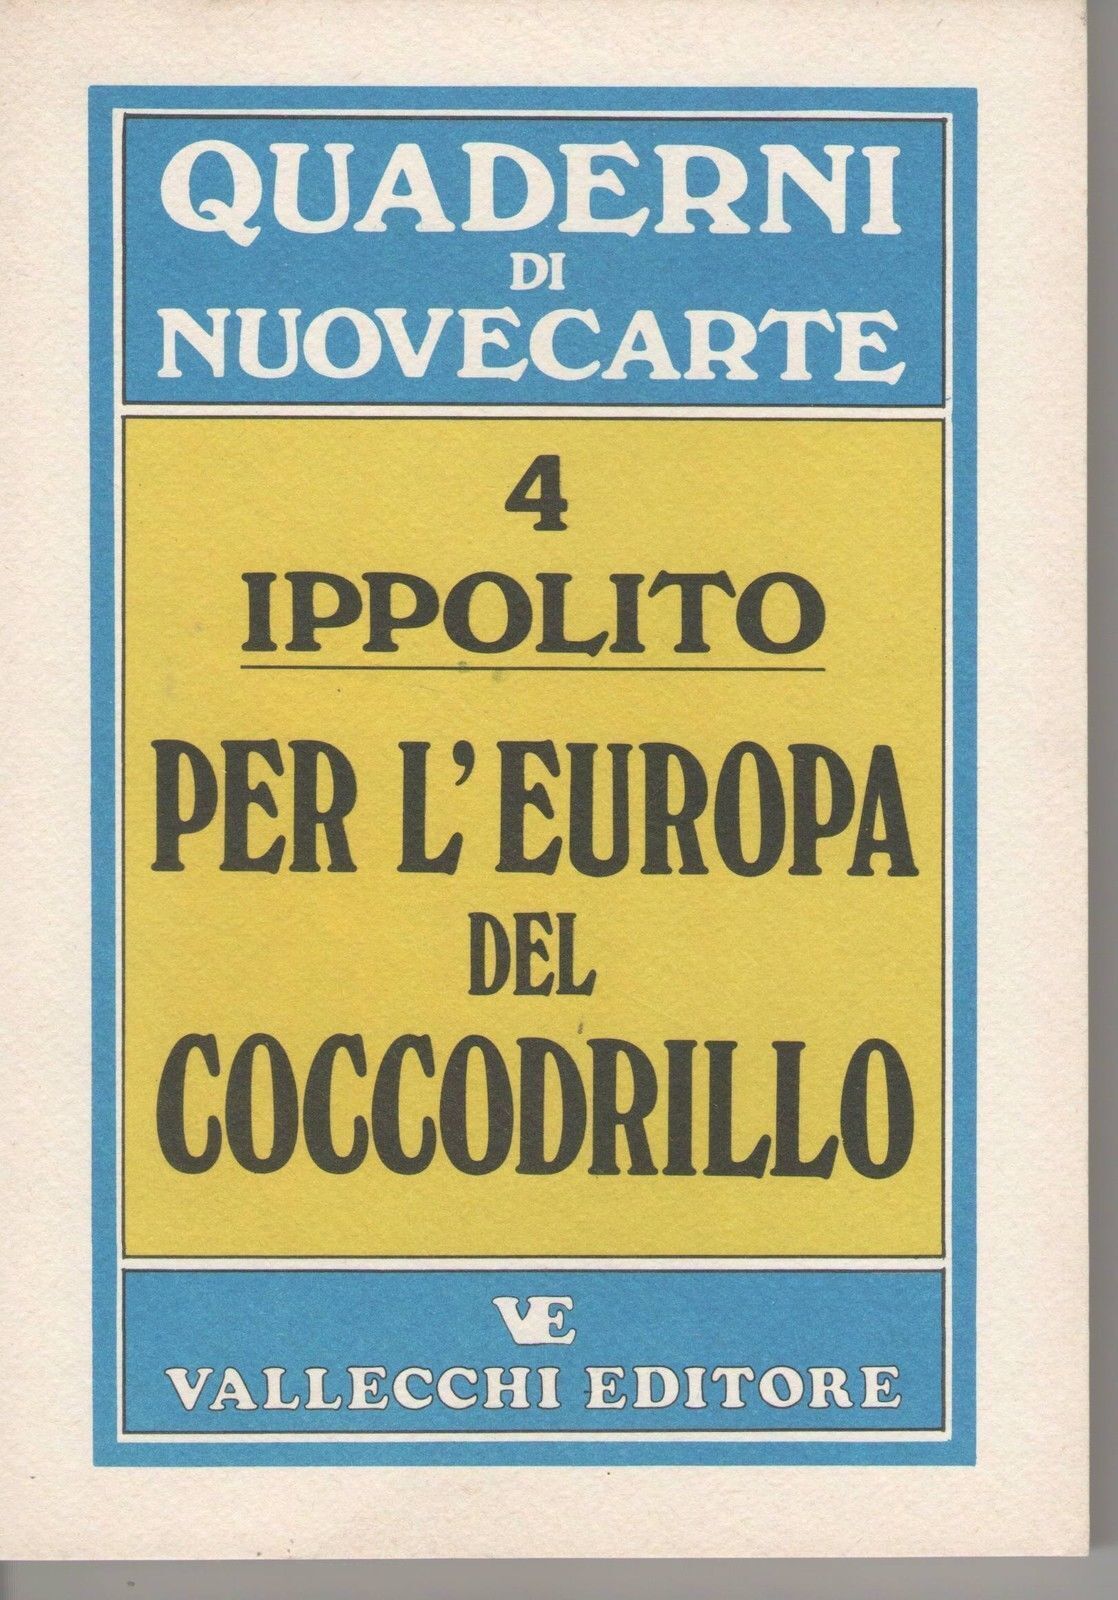 QUADERNI
DI
NUOVECARTE
4
IPPOLITO
PER L'EUROPA
DEL
COCCODRILLO
VE
VALLECCHI EDITORE